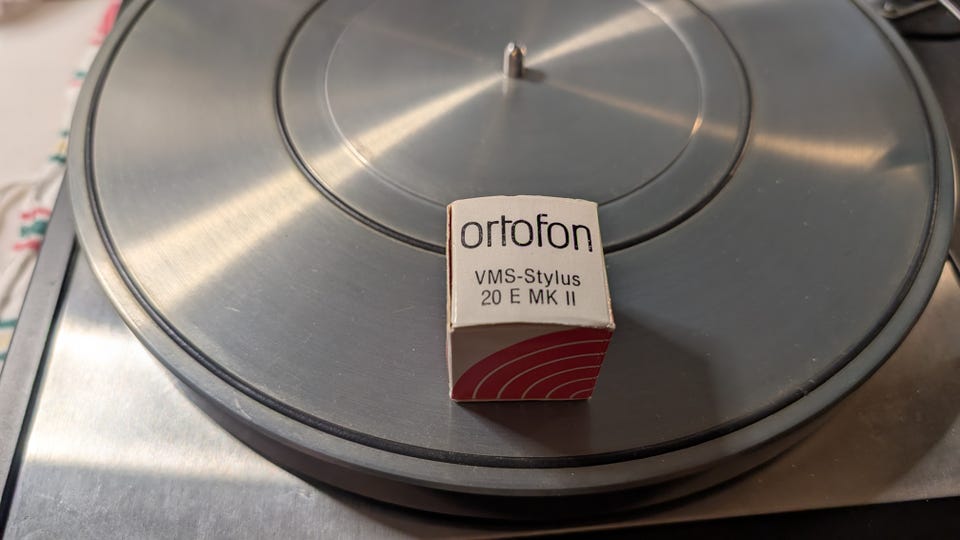 ortofon
VMS-Stylus
20 E MK II